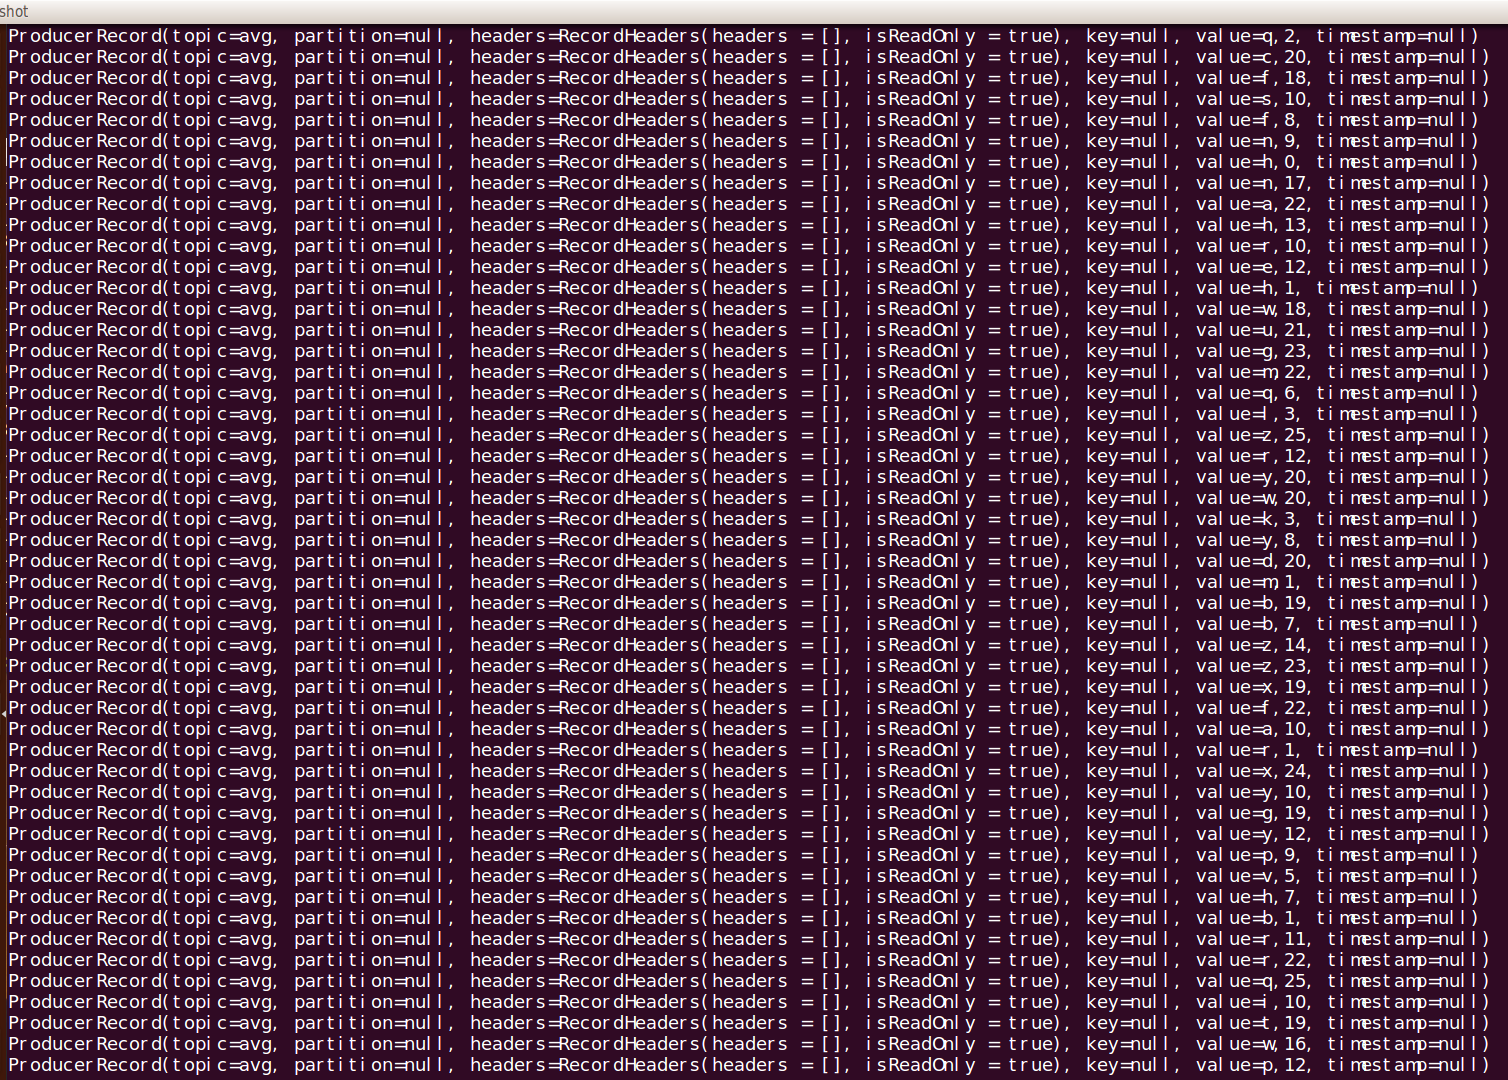 shot
ProducerRecord(topic=avg, partition=null, headers=RecordHeaders(headers = [], isReadOnly = true), key=null, value=q,2, timestamp=null)
ProducerRecord(topic=avg, partition=null, headers=RecordHeaders(headers = [], isReadOnly = true), key=null, value=c,20, timestamp=null)
ProducerRecord(topic=avg, partition=null, headers=RecordHeaders(headers = [], isReadOnly = true), key=null, value=f,18, timestamp=null)
ProducerRecord(topic=avg, partition=null, headers=RecordHeaders(headers = [], isReadOnly = true), key=null, value=s,10, timestamp=null)
ProducerRecord(topic=avg, partition=null, headers=RecordHeaders(headers = [], isReadOnly = true), key=null, value=f,8, timestamp=null)
ProducerRecord(topic=avg, partition=null, headers=RecordHeaders(headers = [], isReadOnly = true), key=null, value=n,9, timestamp=null)
ProducerRecord(topic=avg, partition=null, headers=RecordHeaders(headers = [], isReadOnly = true), key=null, value=h,0, timestamp=null)
ProducerRecord(topic=avg, partition=null, headers=RecordHeaders(headers = [], isReadOnly = true), key=null, value=n,17, timestamp=null)
ProducerRecord(topic=avg, partition=null, headers=RecordHeaders(headers = [], isReadOnly = true), key=null, value=a,22, timestamp=null)
ProducerRecord(topic=avg, partition=null, headers=RecordHeaders(headers = [], isReadOnly = true), key=null, value=h,13, timestamp=null)
ProducerRecord(topic=avg, partition=null, headers=RecordHeaders(headers = [], isReadOnly = true), key=null, value=r,10, timestamp=null)
ProducerRecord(topic=avg, partition=null, headers=RecordHeaders(headers = [], isReadOnly = true), key=null, value=e,12, timestamp=null)
ProducerRecord(topic=avg, partition=null, headers=RecordHeaders(headers = [], isReadOnly = true), key=null, value=h,1, timestamp=null)
ProducerRecord(topic=avg, partition=null, headers=RecordHeaders(headers = [], isReadOnly = true), key=null, value=w,18, timestamp=null)
ProducerRecord(topic=avg, partition=null, headers=RecordHeaders(headers = [], isReadOnly = true), key=null, value=u,21, timestamp=null)
ProducerRecord(topic=avg, partition=null, headers=RecordHeaders(headers = [], isReadOnly = true), key=null, value=g,23, timestamp=null)
ProducerRecord(topic=avg, partition=null, headers=RecordHeaders(headers = [], isReadOnly = true), key=null, value=m,22, timestamp=null)
ProducerRecord(topic=avg, partition=null, headers=RecordHeaders(headers = [], isReadOnly = true), key=null, value=q,6, timestamp=null)
ProducerRecord(topic=avg, partition=null, headers=RecordHeaders(headers = [], isReadOnly = true), key=null, value=l,3, timestamp=null)
ProducerRecord(topic=avg, partition=null, headers=RecordHeaders(headers = [], isReadOnly = true), key=null, value=z,25, timestamp=null)
ProducerRecord(topic=avg, partition=null, headers=RecordHeaders(headers = [], isReadOnly = true), key=null, value=r,12, timestamp=null)
ProducerRecord(topic=avg, partition=null, headers=RecordHeaders(headers = [], isReadOnly = true), key=null, value=y,20, timestamp=null)
ProducerRecord(topic=avg, partition=null, headers=RecordHeaders(headers = [], isReadOnly = true), key=null, value=w,20, timestamp=null)
ProducerRecord(topic=avg, partition=null, headers=RecordHeaders(headers = [], isReadOnly = true), key=null, value=k,3, timestamp=null)
ProducerRecord(topic=avg, partition=null, headers=RecordHeaders(headers = [], isReadOnly = true), key=null, value=y,8, timestamp=null)
ProducerRecord(topic=avg, partition=null, headers=RecordHeaders(headers = [], isReadOnly = true), key=null, value=d,20, timestamp=null)
ProducerRecord(topic=avg, partition=null, headers=RecordHeaders(headers = [], isReadOnly = true), key=null, value=m,1, timestamp=null)
ProducerRecord(topic=avg, partition=null, headers=RecordHeaders(headers = [], isReadOnly = true), key=null, value=b,19, timestamp=null)
ProducerRecord(topic=avg, partition=null, headers=RecordHeaders(headers = [], isReadOnly = true), key=null, value=b,7, timestamp=null)
ProducerRecord(topic=avg, partition=null, headers=RecordHeaders(headers = [], isReadOnly = true), key=null, value=z,14, timestamp=null)
ProducerRecord(topic=avg, partition=null, headers=RecordHeaders(headers = [], isReadOnly = true), key=null, value=z,23, timestamp=null)
ProducerRecord(topic=avg, partition=null, headers=RecordHeaders(headers = [], isReadOnly = true), key=null, value=x,19, timestamp=null)
ProducerRecord(topic=avg, partition=null, headers=RecordHeaders(headers = [], isReadOnly = true), key=null, value=f,22, timestamp=null)
ProducerRecord(topic=avg, partition=null, headers=RecordHeaders(headers = [], isReadOnly = true), key=null, value=a,10, timestamp=null)
ProducerRecord(topic=avg, partition=null, headers=RecordHeaders(headers = [], isReadOnly = true), key=null, value=r,1, timestamp=null)
ProducerRecord(topic=avg, partition=null, headers=RecordHeaders(headers = [], isReadOnly = true), key=null, value=x,24, timestamp=null)
ProducerRecord(topic=avg, partition=null, headers=RecordHeaders(headers = [], isReadOnly = true), key=null, value=y,10, timestamp=null)
ProducerRecord(topic=avg, partition=null, headers=RecordHeaders(headers = [], isReadOnly = true), key=null, value=g,19, timestamp=null)
ProducerRecord(topic=avg, partition=null, headers=RecordHeaders(headers = [], isReadOnly = true), key=null, value=y,12, timestamp=null)
ProducerRecord(topic=avg, partition=null, headers=RecordHeaders(headers = [], isReadOnly = true), key=null, value=p,9, timestamp=null)
ProducerRecord(topic=avg, partition=null, headers=RecordHeaders(headers = [], isReadOnly = true), key=null, value=v,5, timestamp=null)
ProducerRecord(topic=avg, partition=null, headers=RecordHeaders(headers = [], isReadOnly = true), key=null, value=h,7, timestamp=null)
ProducerRecord(topic=avg, partition=null, headers=RecordHeaders(headers = [], isReadOnly = true), key=null, value=b,1, timestamp=null)
ProducerRecord(topic=avg, partition=null, headers=RecordHeaders(headers = [], isReadOnly = true), key=null, value=r,11, timestamp=null)
ProducerRecord(topic=avg, partition=null, headers=RecordHeaders(headers = [], isReadOnly = true), key=null, value=r,22, timestamp=null)
ProducerRecord(topic=avg, partition=null, headers=RecordHeaders(headers = [], isReadOnly = true), key=null, value=q,25, timestamp=null)
ProducerRecord(topic=avg, partition=null, headers=RecordHeaders(headers = [], isReadOnly = true), key=null, value=i,10, timestamp=null)
ProducerRecord(topic=avg, partition=null, headers=RecordHeaders(headers = [], isReadOnly = true), key=null, value=t,19, timestamp=null)
ProducerRecord(topic=avg, partition=null, headers=RecordHeaders(headers = [], isReadOnly = true), key=null, value=w,16, timestamp=null)
ProducerRecord(topic=avg, partition=null, headers=RecordHeaders(headers = [], isReadOnly = true), key=null, value=p,12, timestamp=null)